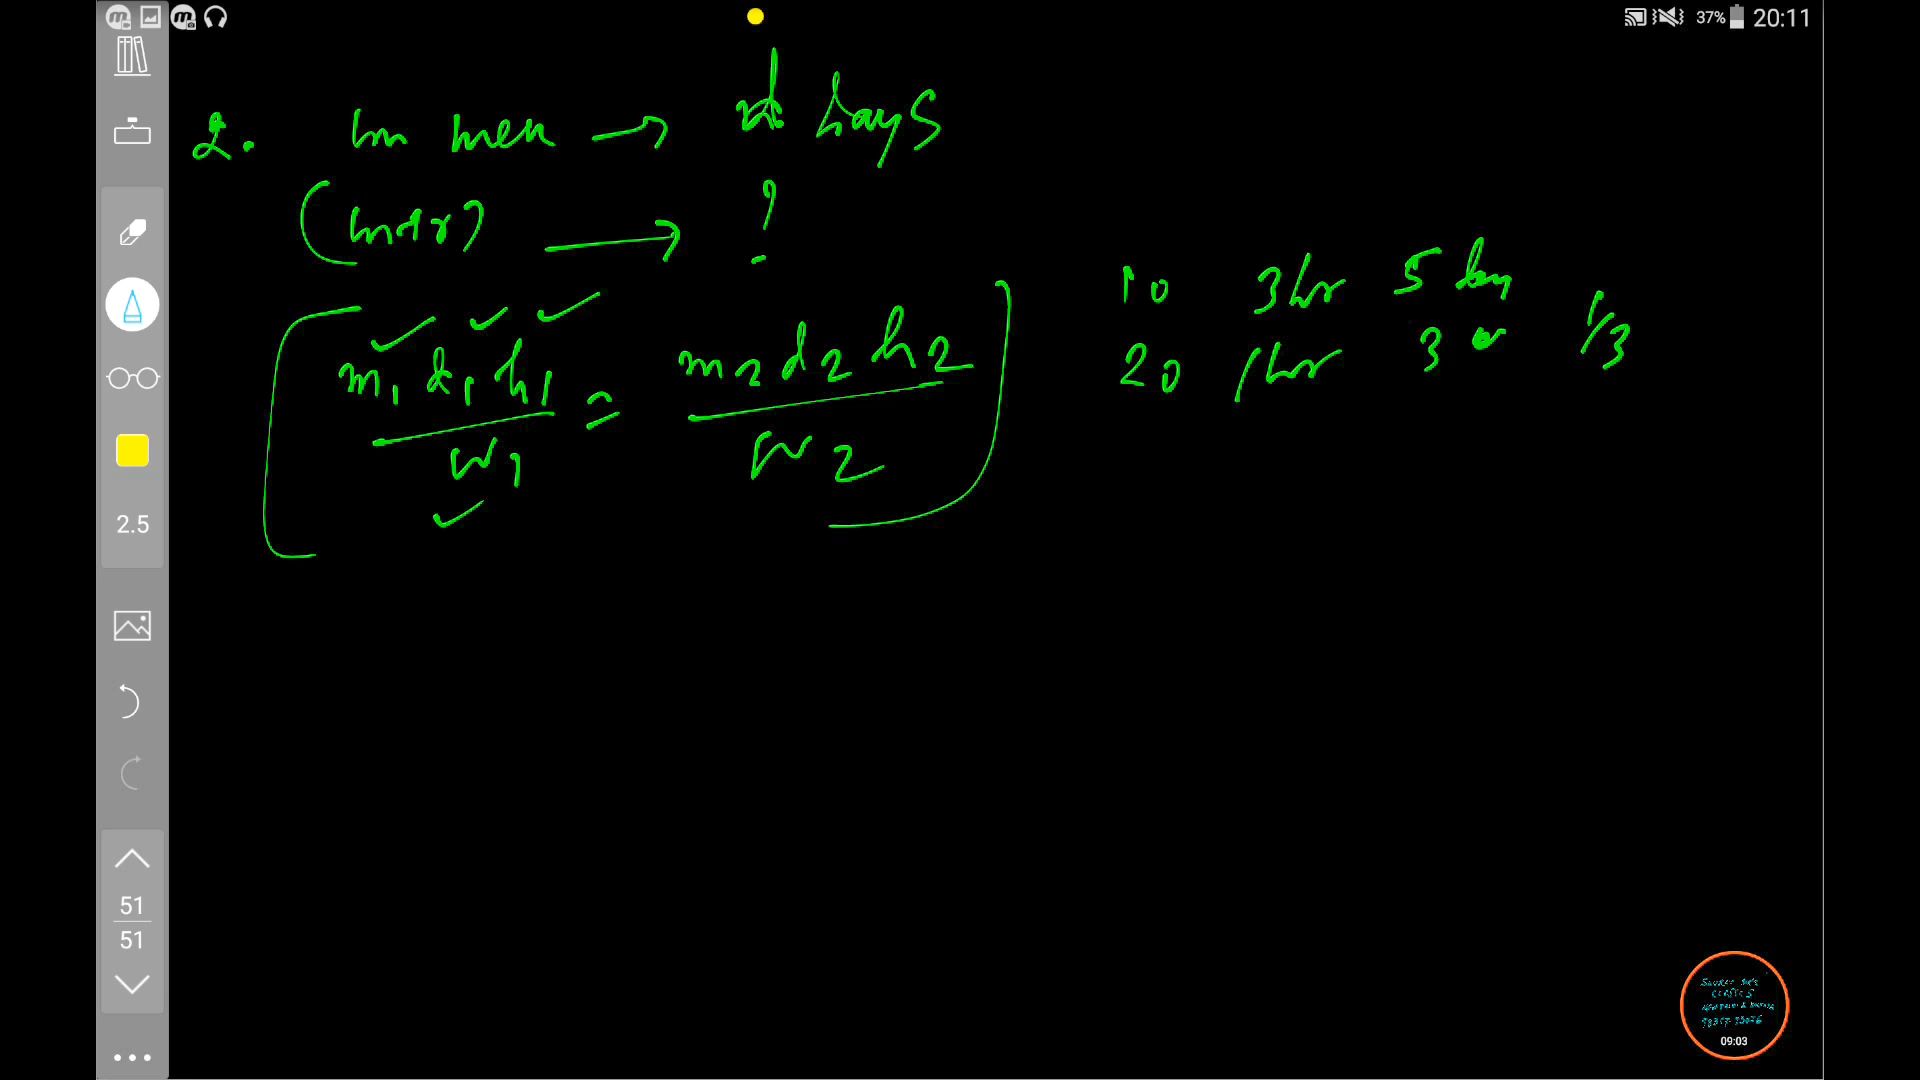 37% 20:11
2. m men → d days
(m+r) → ?
m₁ d₁ h₁ / W₁ = m₂ d₂ h₂ / W₂
10 3hr 5 day
20 1hr 3 1/3
2.5
51
51
09:03